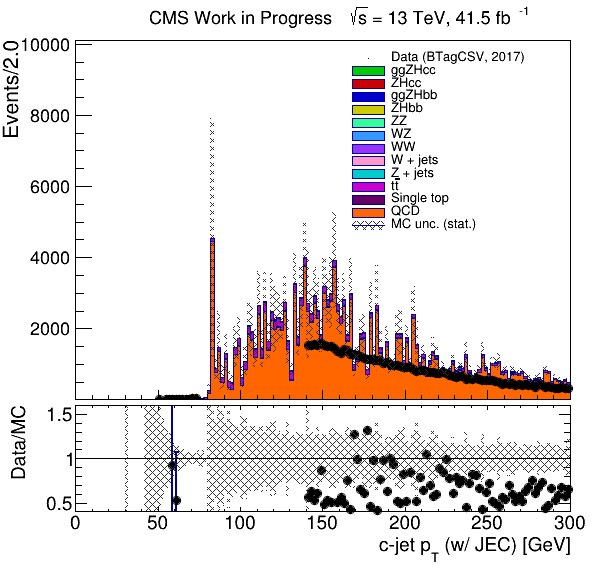 CMS Work in Progress √s = 13 TeV, 41.5 fb -1
Events/2.0
10000
8000
6000
4000
2000
Data (BTagCSV, 2017)
ggZHcc
ZHcc
ggZHbb
ZHbb
ZZ
WZ
WW
W + jets
Z + jets
tt̅
Single top
QCD
MC unc. (stat.)
Data/MC
1.5
1
0.5
0 50 100 150 200 250 300
c-jet p_T (w/ JEC) [GeV]